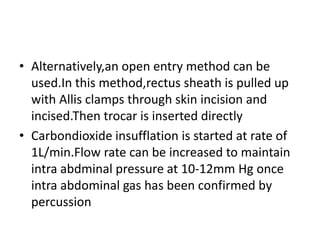 • Alternatively,an open entry method can be
used.In this method,rectus sheath is pulled up
with Allis clamps through skin incision and
incised.Then trocar is inserted directly
• Carbondioxide insufflation is started at rate of
1L/min.Flow rate can be increased to maintain
intra abdminal pressure at 10-12mm Hg once
intra abdominal gas has been confirmed by
percussion